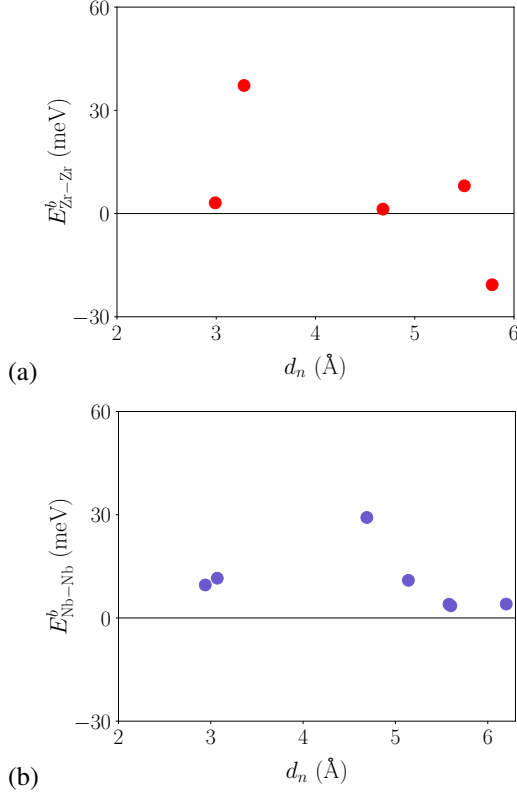 60
30
0
−30
E^b_{Zr−Zr} (meV)
2 3 4 5 6
d_n (Å)
(a)
60
30
0
−30
E^b_{Nb−Nb} (meV)
2 3 4 5 6
d_n (Å)
(b)